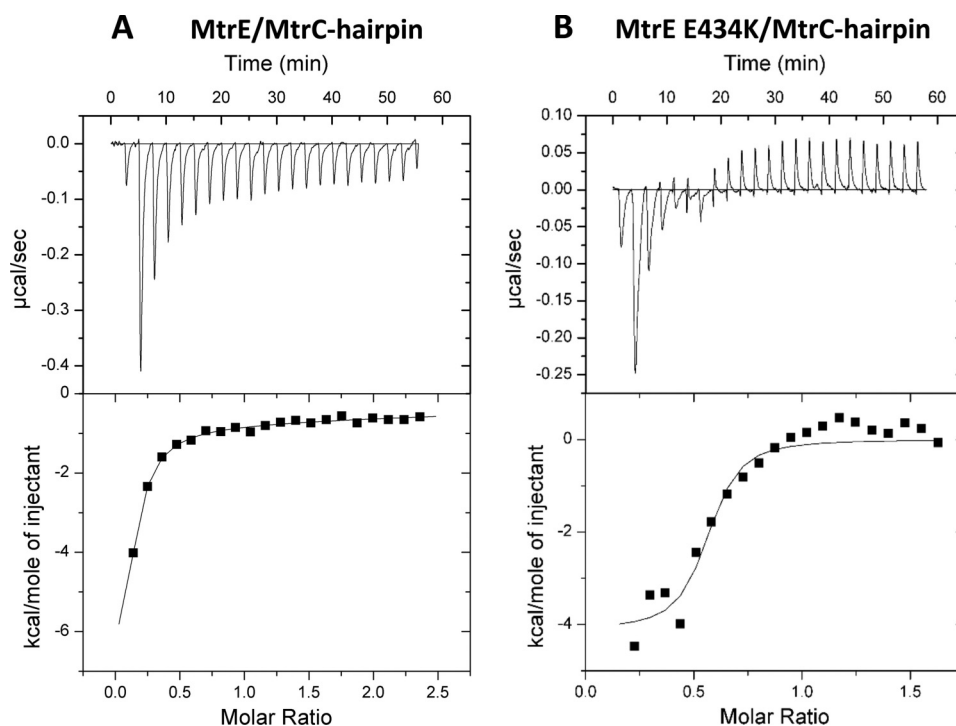 A MtrE/MtrC-hairpin
Time (min)
0 10 20 30 40 50 60
0.0
-0.1
-0.2
-0.3
-0.4
µcal/sec
0
-2
-4
-6
kcal/mole of injectant
0.0 0.5 1.0 1.5 2.0 2.5
Molar Ratio
B MtrE E434K/MtrC-hairpin
Time (min)
0 10 20 30 40 50 60
0.10
0.05
0.00
-0.05
-0.10
-0.15
-0.20
-0.25
µcal/sec
0
-2
-4
kcal/mole of injectant
0.0 0.5 1.0 1.5
Molar Ratio